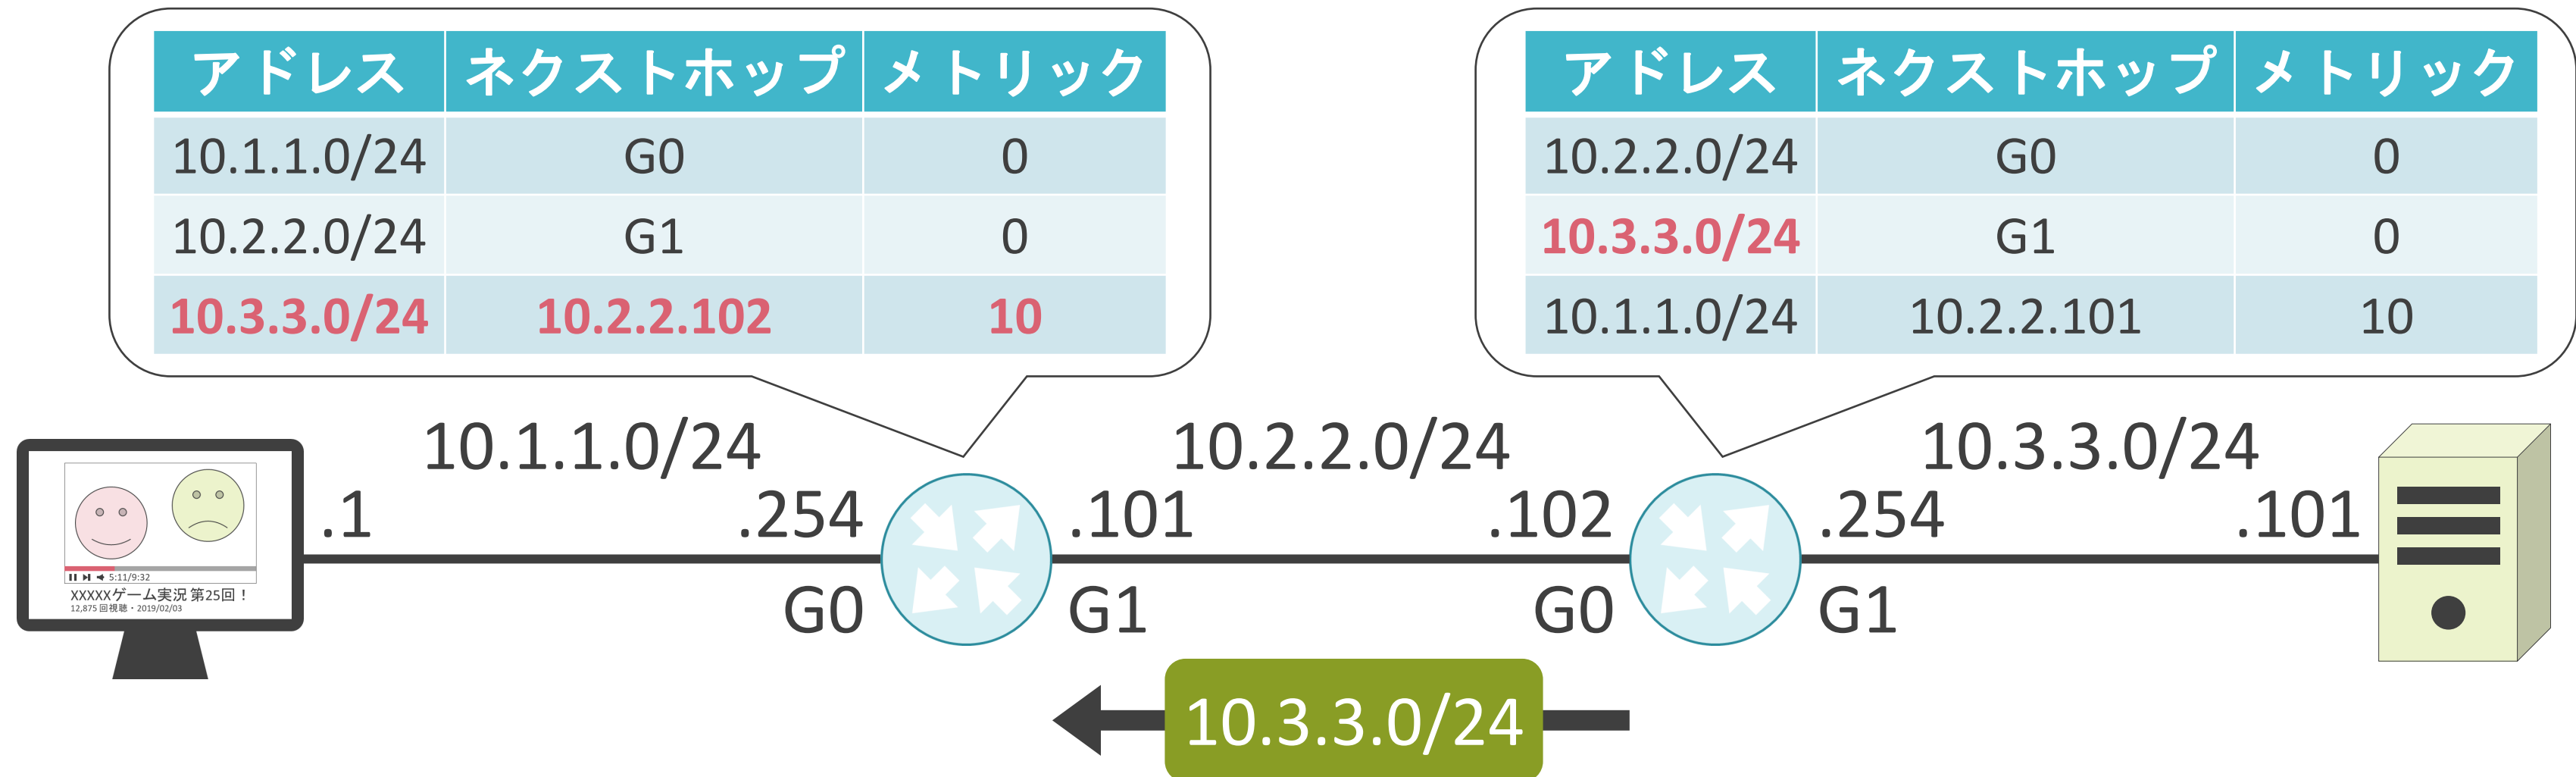 アドレス ネクストホップ メトリック
10.1.1.0/24 G0 0
10.2.2.0/24 G1 0
10.3.3.0/24 10.2.2.102 10
アドレス ネクストホップ メトリック
10.2.2.0/24 G0 0
10.3.3.0/24 G1 0
10.1.1.0/24 10.2.2.101 10
10.1.1.0/24 10.2.2.0/24 10.3.3.0/24
.1 .254 .101 .102 .254 .101
5:11/9:32
XXXXXゲーム実況 第25回！
12,875 回視聴・2019/02/03
G0 G1 G0 G1
10.3.3.0/24